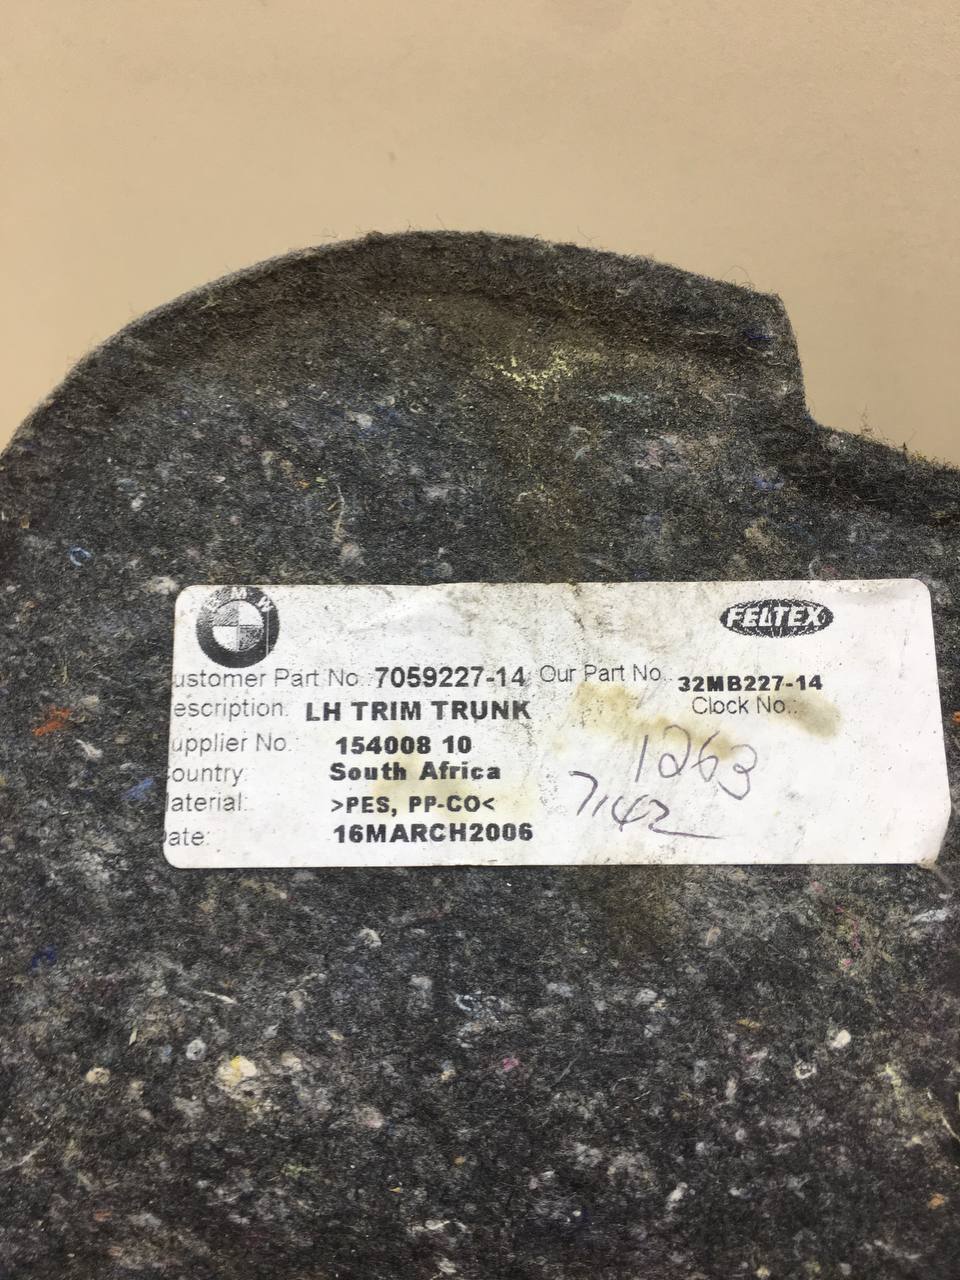 BMW
FELTEX
ustomer Part No.: 7059227-14 Our Part No.: 32MB227-14
escription: LH TRIM TRUNK Clock No.:
upplier No.: 154008 10
ountry: South Africa
1263
aterial: >PES, PP-CO<
7142
ate: 16MARCH2006